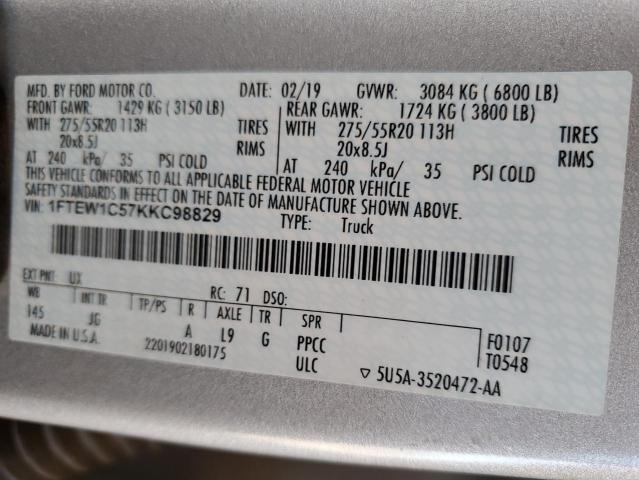 MFD. BY FORD MOTOR CO. DATE: 02/19 GVWR: 3084 KG ( 6800 LB)
FRONT GAWR: 1429 KG ( 3150 LB) REAR GAWR: 1724 KG ( 3800 LB)
WITH 275/55R20 113H TIRES WITH 275/55R20 113H TIRES
20x8.5J RIMS 20x8.5J RIMS
AT 240 kPa/ 35 PSI COLD AT 240 kPa/ 35 PSI COLD
THIS VEHICLE CONFORMS TO ALL APPLICABLE FEDERAL MOTOR VEHICLE
SAFETY STANDARDS IN EFFECT ON THE DATE OF MANUFACTURE SHOWN ABOVE.
VIN: 1FTEW1C57KKC98829 TYPE: Truck
EXT PNT: UX RC: 71 DSO:
WB INT TR TP/PS R AXLE TR SPR
145 JG A L9 G PPCC F0107
MADE IN U.S.A. 2201902180175 ULC T0548
▽ 5U5A-3520472-AA